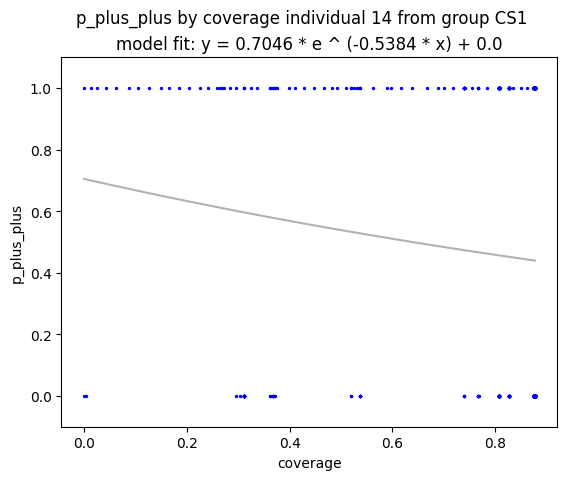 p_plus_plus by coverage individual 14 from group CS1
model fit: y = 0.7046 * e ^ (-0.5384 * x) + 0.0
1.0
0.8
0.6
0.4
0.2
0.0
p_plus_plus
0.0 0.2 0.4 0.6 0.8
coverage